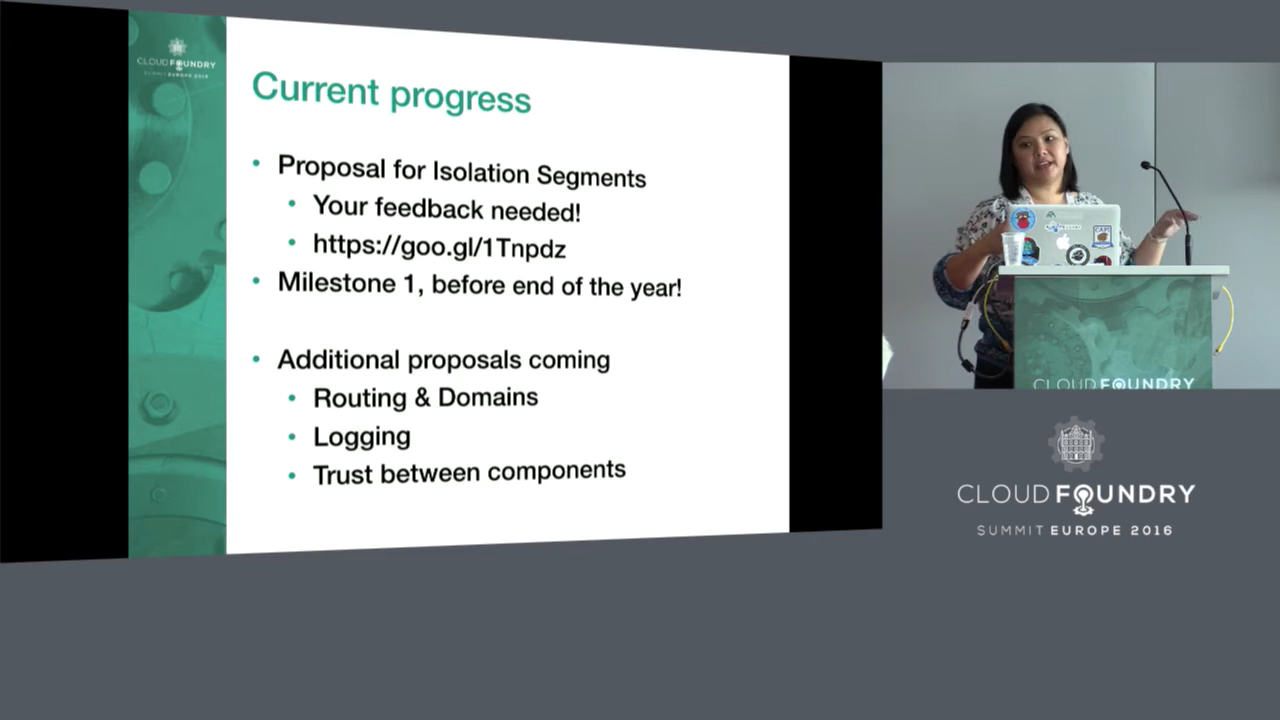 CLOUD FOUNDRY
SUMMIT EUROPE 2016
Current progress
Proposal for Isolation Segments
Your feedback needed!
https://goo.gl/1Tnpdz
Milestone 1, before end of the year!
Additional proposals coming
Routing & Domains
Logging
Trust between components
CAPI
CLOUD FOUNDRY
CLOUD FOUNDRY
SUMMIT EUROPE 2016